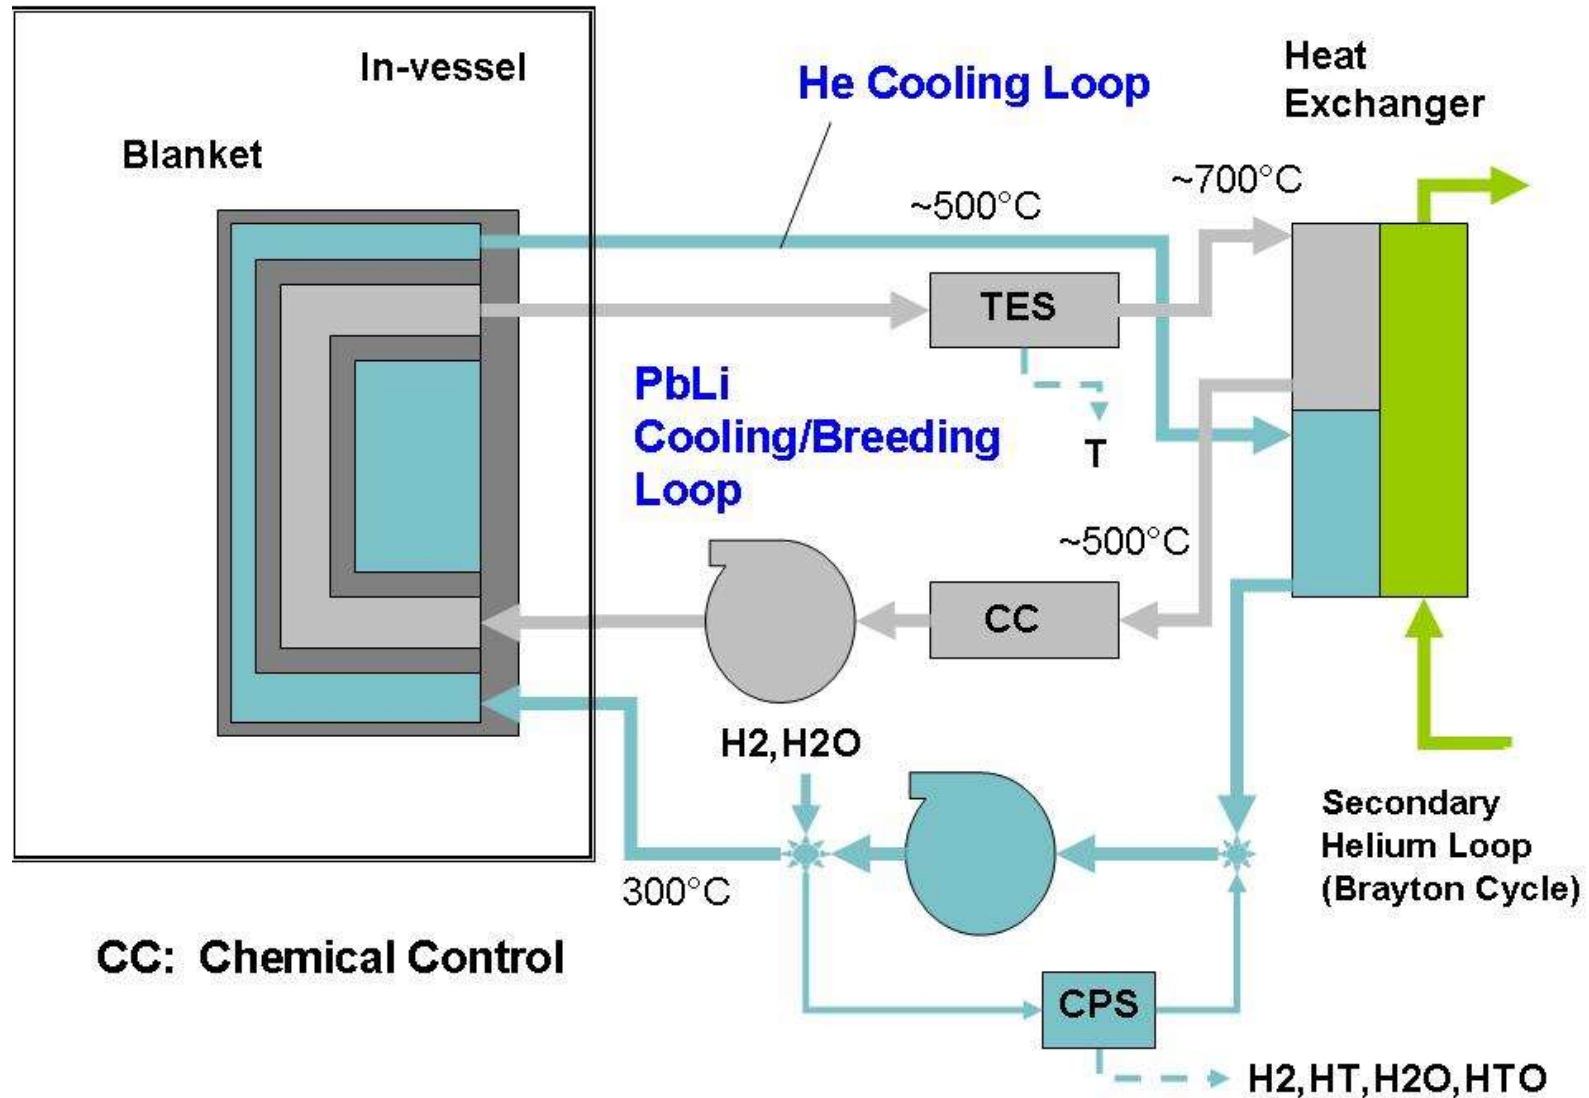 In-vessel
Blanket
He Cooling Loop
Heat
Exchanger
~500°C
~700°C
TES
PbLi
Cooling/Breeding
Loop
T
~500°C
CC
H2,H2O
300°C
Secondary
Helium Loop
(Brayton Cycle)
CC: Chemical Control
CPS
H2,HT,H2O,HTO